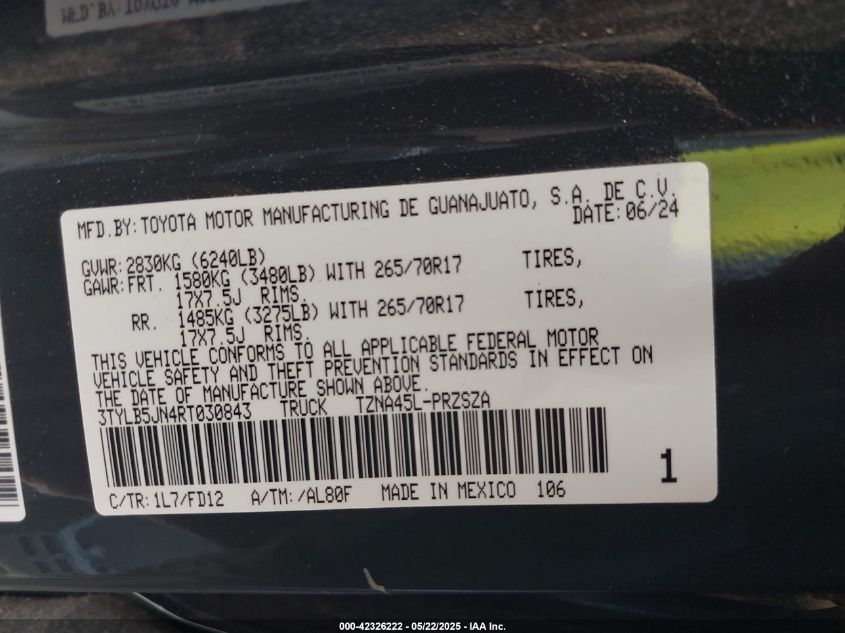 MFD.BY:TOYOTA MOTOR MANUFACTURING DE GUANAJUATO, S.A. DE C.V.
DATE:06/24
GVWR:2830KG (6240LB)
GAWR:FRT. 1580KG (3480LB) WITH 265/70R17 TIRES,
17X7.5J RIMS.
RR. 1485KG (3275LB) WITH 265/70R17 TIRES,
17X7.5J RIMS.
THIS VEHICLE CONFORMS TO ALL APPLICABLE FEDERAL MOTOR
VEHICLE SAFETY AND THEFT PREVENTION STANDARDS IN EFFECT ON
THE DATE OF MANUFACTURE SHOWN ABOVE.
3TYLB5JN4RT030843 TRUCK TZNA45L-PRZSZA
1
C/TR:1L7/FD12 A/TM:/AL80F MADE IN MEXICO 106
000-42326222 - 05/22/2025 - IAA Inc.